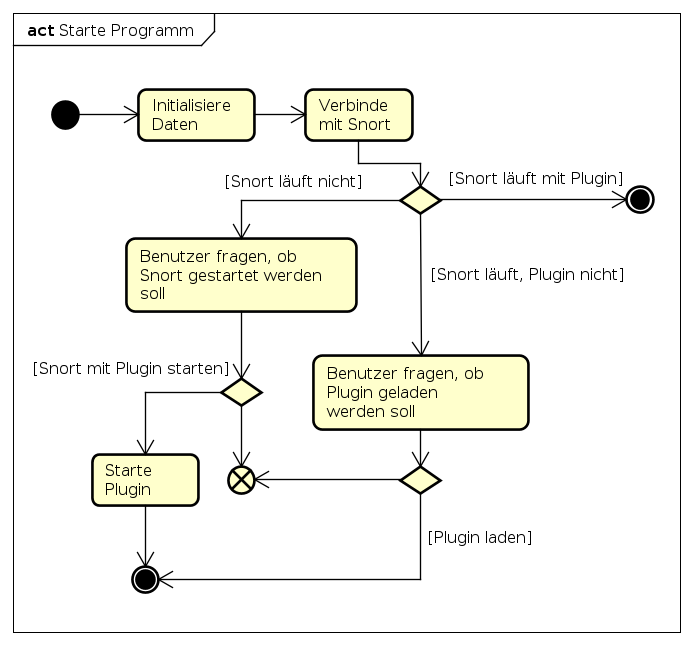 act Starte Programm
Initialisiere
Daten
Verbinde
mit Snort
[Snort läuft nicht]
[Snort läuft mit Plugin]
Benutzer fragen, ob
Snort gestartet werden
soll
[Snort läuft, Plugin nicht]
[Snort mit Plugin starten]
Benutzer fragen, ob
Plugin geladen
werden soll
Starte
Plugin
[Plugin laden]